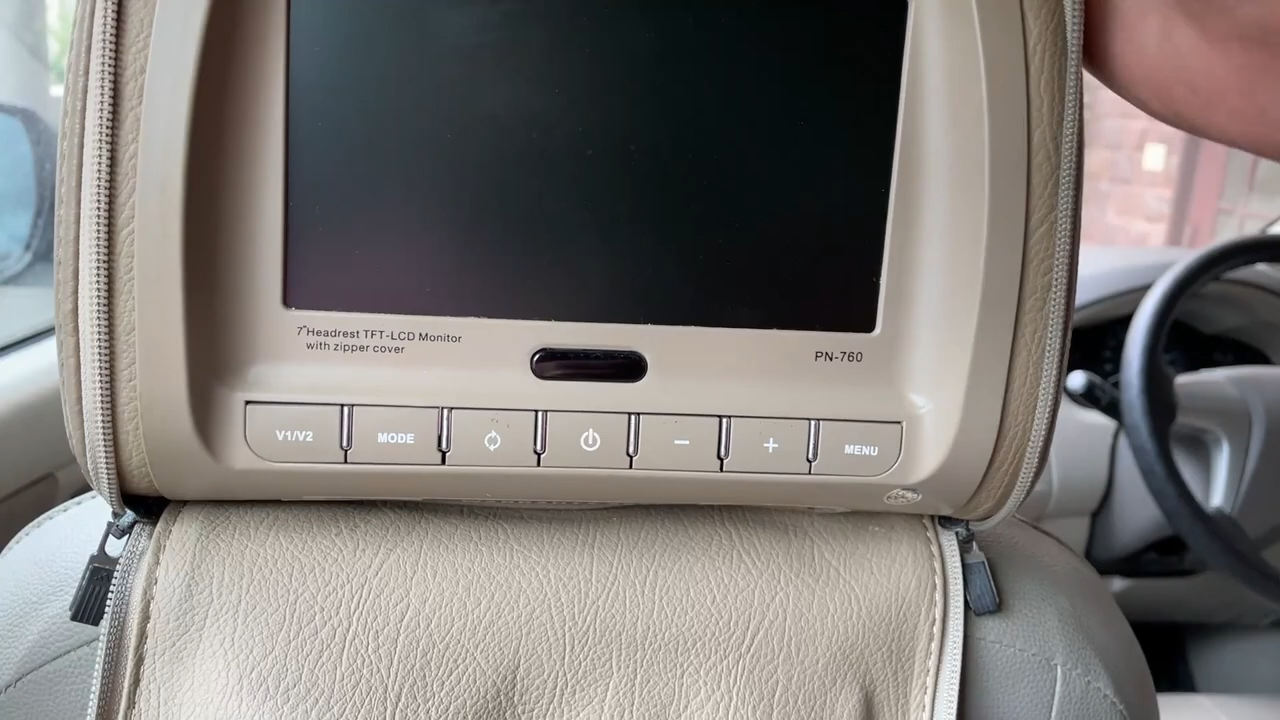 7"Headrest TFT-LCD Monitor
with zipper cover
PN-760
V1/V2
MODE
−
+
MENU